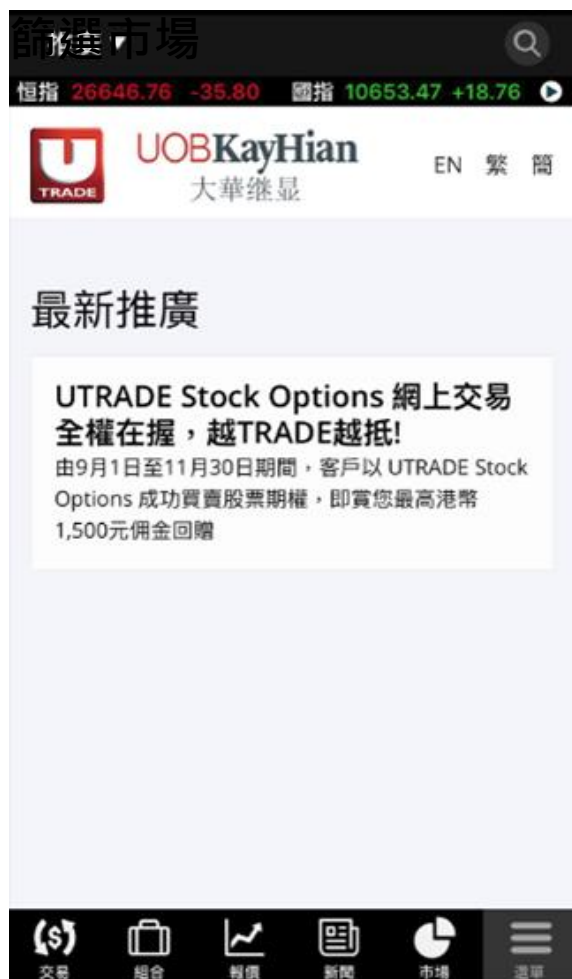 篩選市場
推廣▼
恒指 26646.76 -35.80 國指 10653.47 +18.76
U
TRADE
UOBKayHian
大華继显
EN 繁 簡
最新推廣
UTRADE Stock Options 網上交易
全權在握，越TRADE越抵!
由9月1日至11月30日期間，客戶以 UTRADE Stock
Options 成功買賣股票期權，即賞您最高港幣
1,500元佣金回贈
交易 組合 報價 新聞 市場 選單